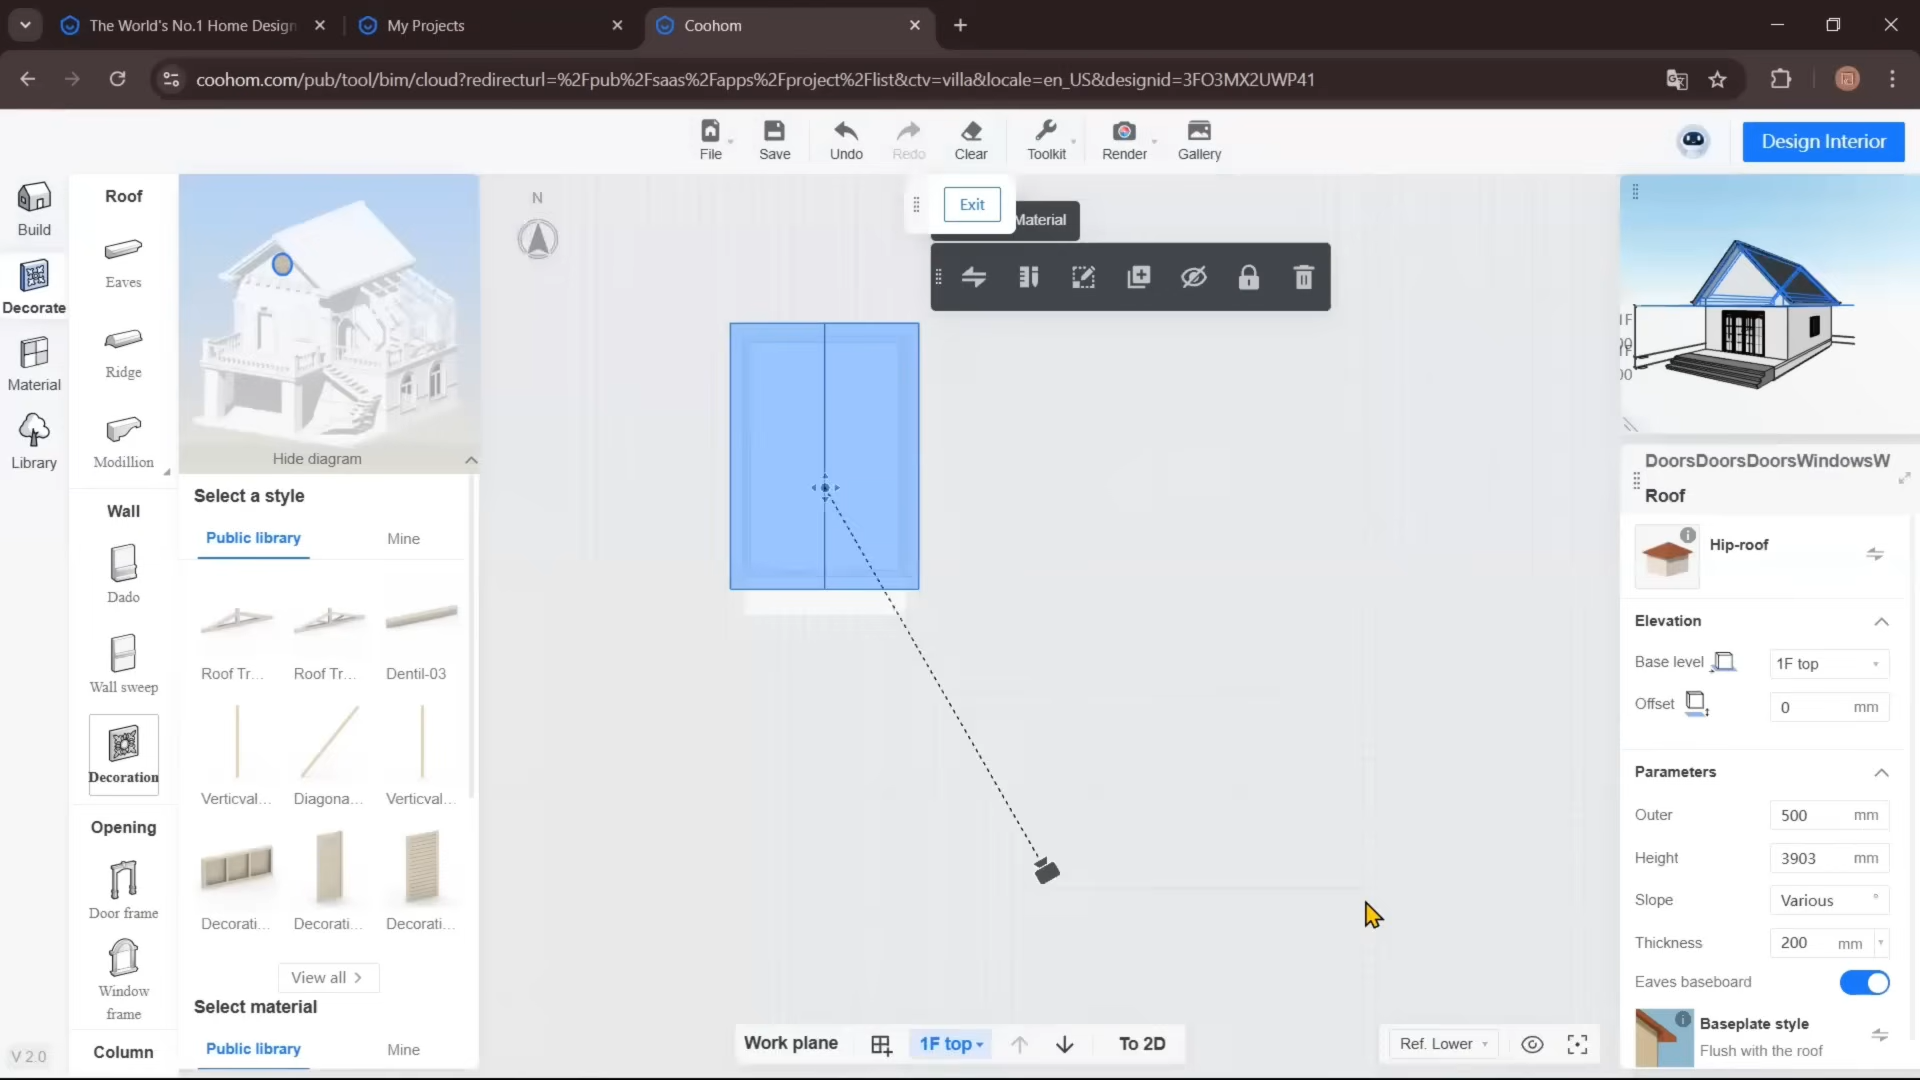 The World's No.1 Home Design
My Projects
Coohom
coohom.com/pub/tool/bim/cloud?redirecturl=%2Fpub%2Fsaas%2Fapps%2Fproject%2Flist&ctv=villa&locale=en_US&designid=3FO3MX2UWP41
File
Save
Undo
Redo
Clear
Toolkit
Render
Gallery
Design Interior
Exit
Material
N
Build
Decorate
Material
Library
V 2.0
Roof
Eaves
Ridge
Modillion
Wall
Dado
Wall sweep
Decoration
Opening
Door frame
Window
frame
Column
Hide diagram
Select a style
Public library
Mine
Roof Tr...
Roof Tr...
Dentil-03
Verticval...
Diagona...
Verticval...
Decorati...
Decorati...
Decorati...
View all >
Select material
Public library
Mine
Work plane
1F top
To 2D
Ref. Lower
DoorsDoorsDoorsWindowsW
Roof
Hip-roof
Elevation
Base level
1F top
Offset
0 mm
Parameters
Outer
500 mm
Height
3903 mm
Slope
Various °
Thickness
200 mm
Eaves baseboard
Baseplate style
Flush with the roof